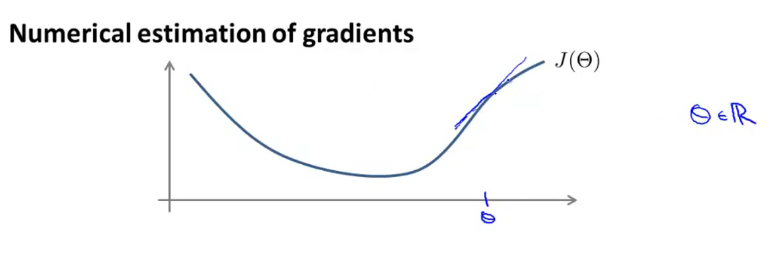 Numerical estimation of gradients
J(Θ)
Θ ∈ ℝ
Θ